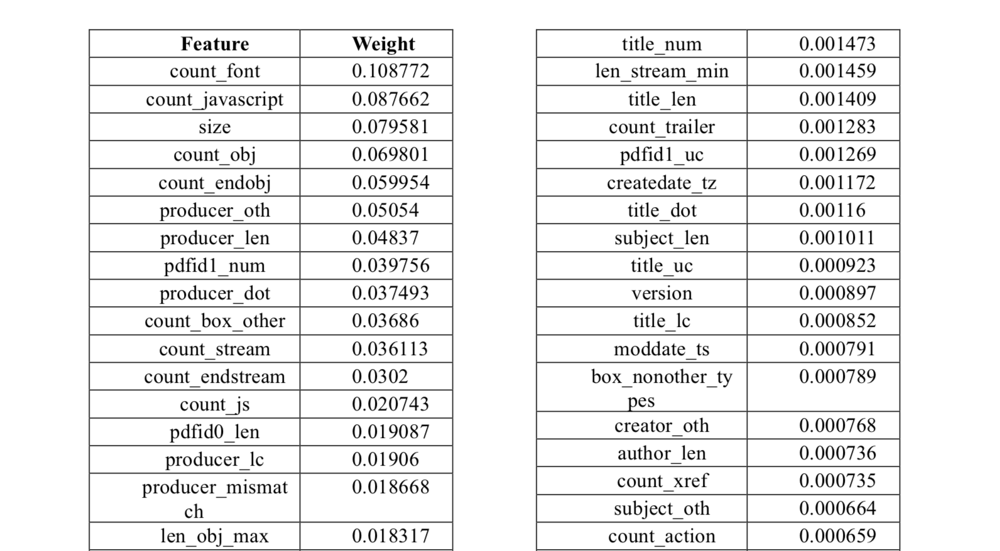 Feature Weight
count_font 0.108772
count_javascript 0.087662
size 0.079581
count_obj 0.069801
count_endobj 0.059954
producer_oth 0.05054
producer_len 0.04837
pdfid1_num 0.039756
producer_dot 0.037493
count_box_other 0.03686
count_stream 0.036113
count_endstream 0.0302
count_js 0.020743
pdfid0_len 0.019087
producer_lc 0.01906
producer_mismat 0.018668
ch
len_obj_max 0.018317
title_num 0.001473
len_stream_min 0.001459
title_len 0.001409
count_trailer 0.001283
pdfid1_uc 0.001269
createdate_tz 0.001172
title_dot 0.00116
subject_len 0.001011
title_uc 0.000923
version 0.000897
title_lc 0.000852
moddate_ts 0.000791
box_nonother_ty 0.000789
pes
creator_oth 0.000768
author_len 0.000736
count_xref 0.000735
subject_oth 0.000664
count_action 0.000659